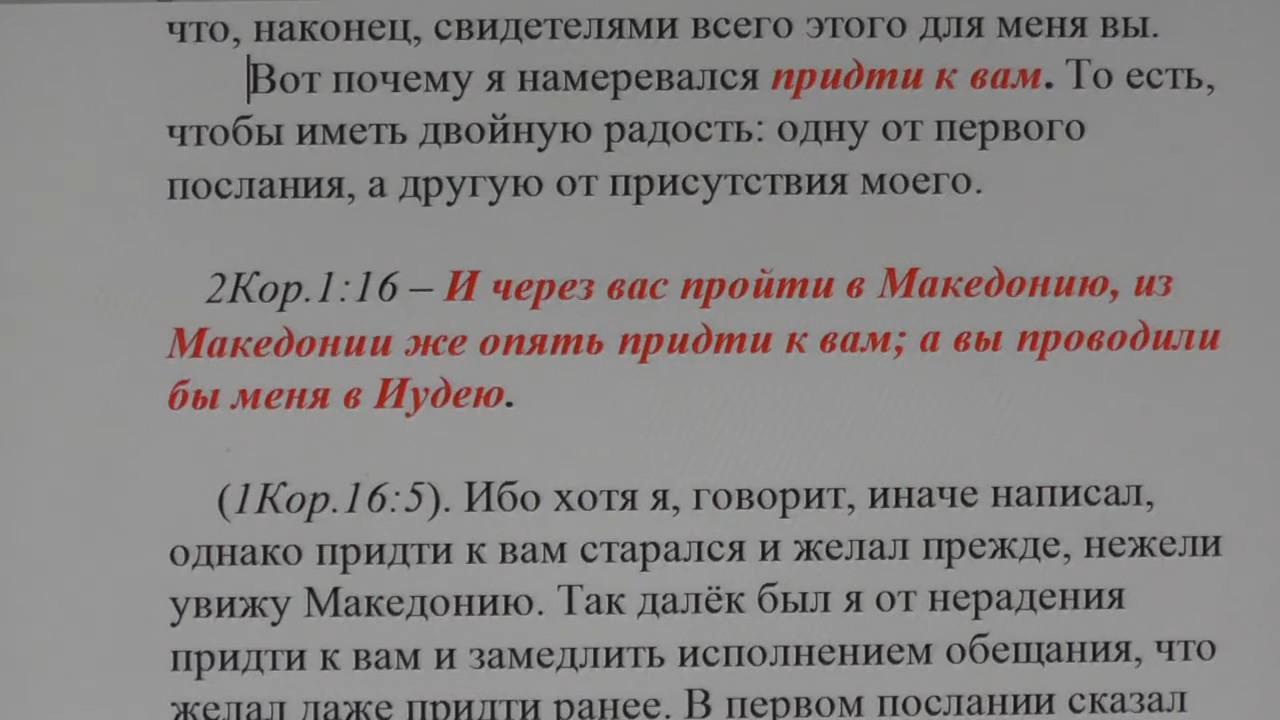 что, наконец, свидетелями всего этого для меня вы.
Вот почему я намеревался придти к вам. То есть,
чтобы иметь двойную радость: одну от первого
послания, а другую от присутствия моего.
2Кор.1:16 – И через вас пройти в Македонию, из
Македонии же опять придти к вам; а вы проводили
бы меня в Иудею.
(1Кор.16:5). Ибо хотя я, говорит, иначе написал,
однако придти к вам старался и желал прежде, нежели
увижу Македонию. Так далёк был я от нерадения
придти к вам и замедлить исполнением обещания, что
желал даже придти ранее. В первом послании сказал